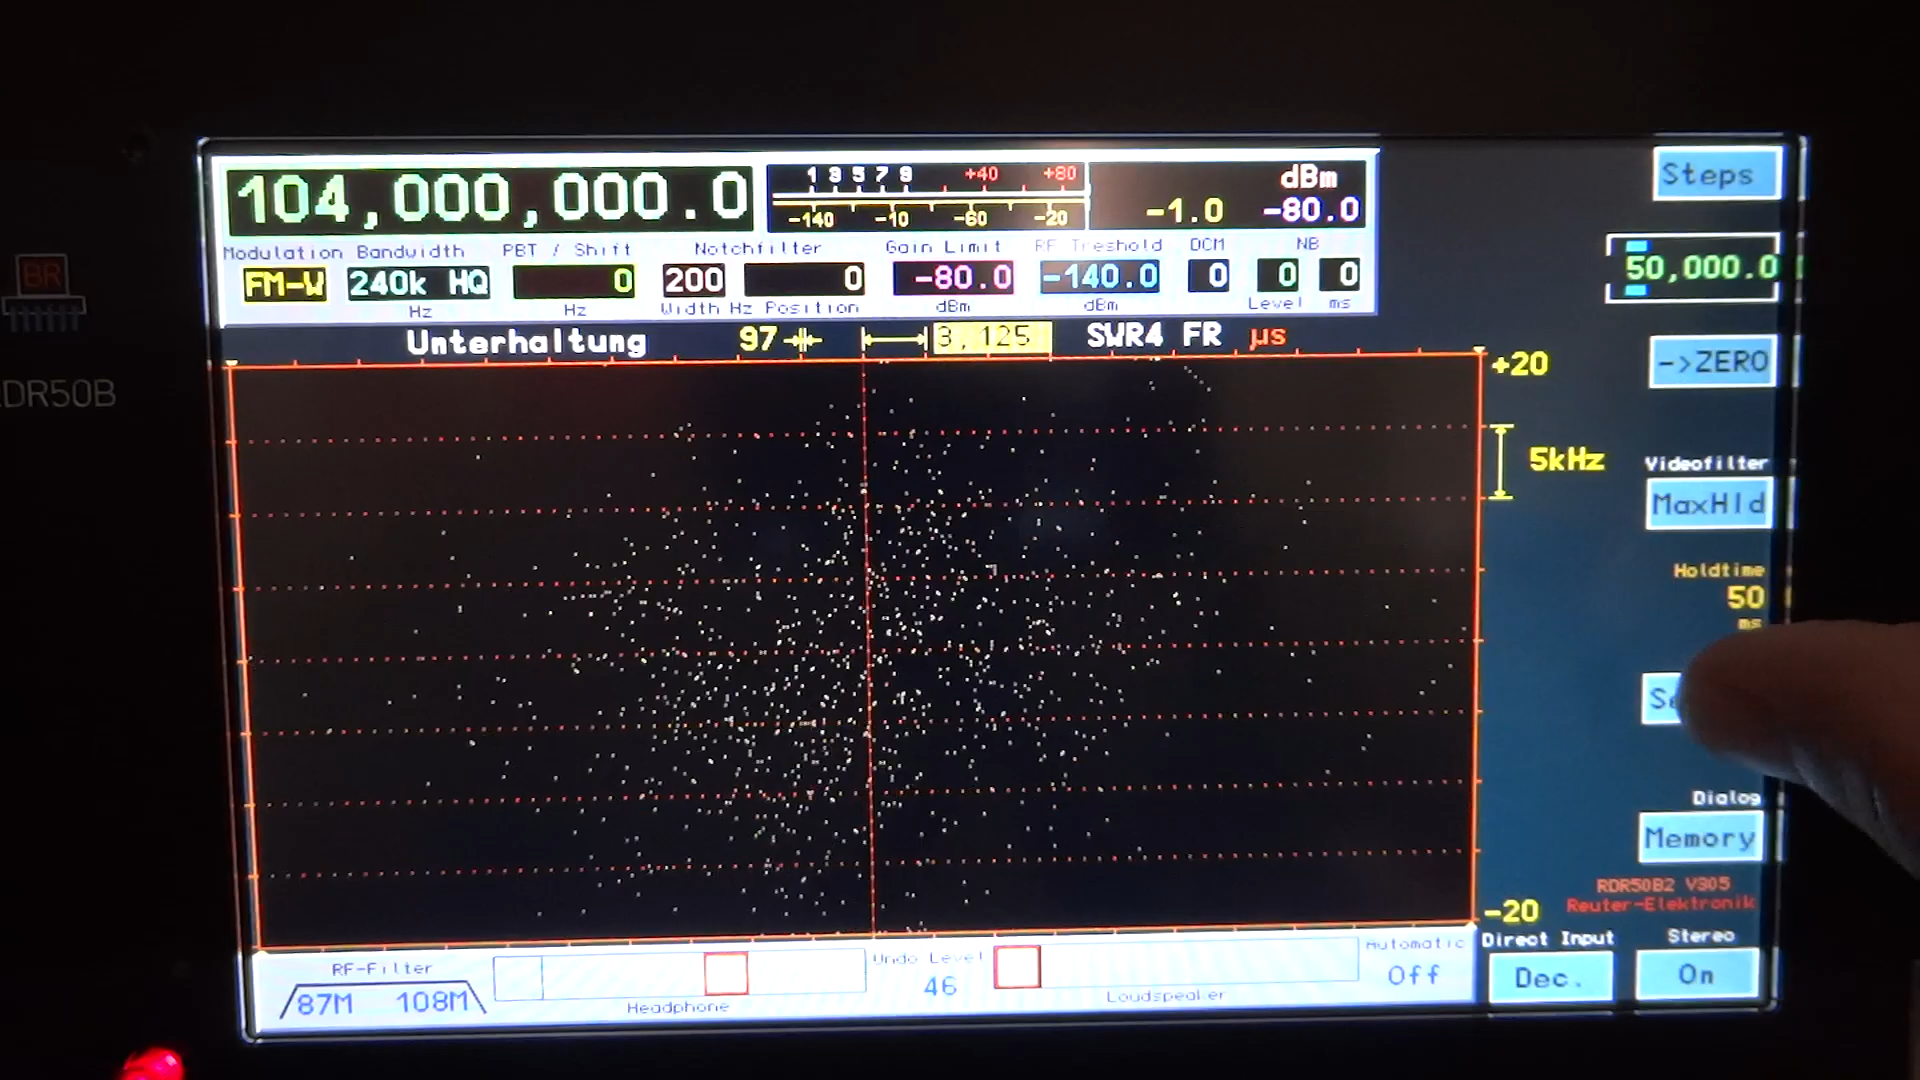 BR
DR50B
104,000,000.0
1 3 5 7 9 +40 +80
-140 -10 -60 -20
dBm
-1.0 -80.0
Modulation Bandwidth PBT / Shift Notchfilter Gain Limit RF Treshold DCM NB
FM-W 240k HQ 0 200 0 -80.0 -140.0 0 0 0
Hz Hz Width Hz Position dBm dBm Level ms
Unterhaltung 97 3,125 SWR4 FR µs
+20
5kHz
-20
Steps
50,000.0
->ZERO
Videofilter
MaxHld
Holdtime
50
ms
Dialog
Memory
RDR50B2 V305
Reuter-Elektronik
Direct Input Stereo
Dec. On
RF-Filter
87M 108M
Headphone
Undo Level
46
Loudspeaker
Automatic
Off